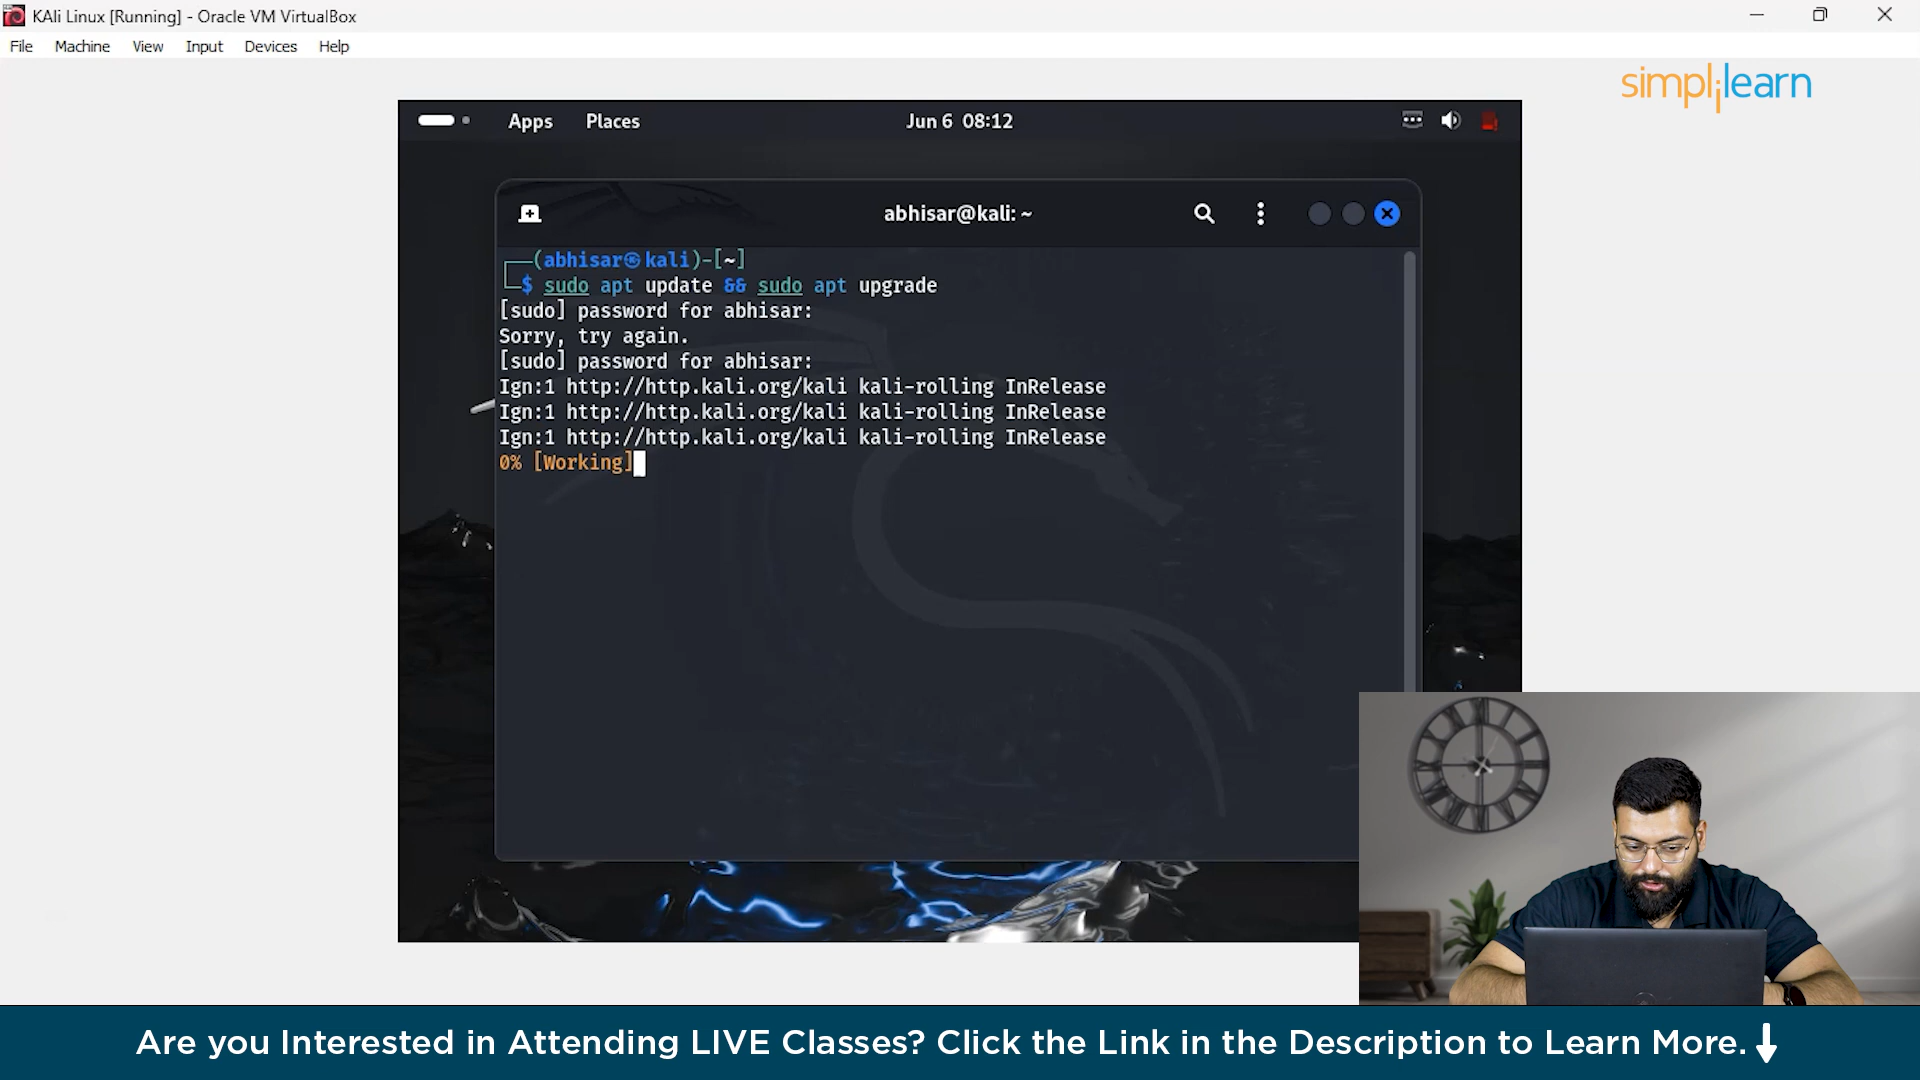 KAli Linux [Running] - Oracle VM VirtualBox
File Machine View Input Devices Help
simplilearn
Apps Places Jun 6 08:12
abhisar@kali: ~
┌──(abhisar㉿kali)-[~]
└─$ sudo apt update && sudo apt upgrade
[sudo] password for abhisar:
Sorry, try again.
[sudo] password for abhisar:
Ign:1 http://http.kali.org/kali kali-rolling InRelease
Ign:1 http://http.kali.org/kali kali-rolling InRelease
Ign:1 http://http.kali.org/kali kali-rolling InRelease
0% [Working]
Are you Interested in Attending LIVE Classes? Click the Link in the Description to Learn More.